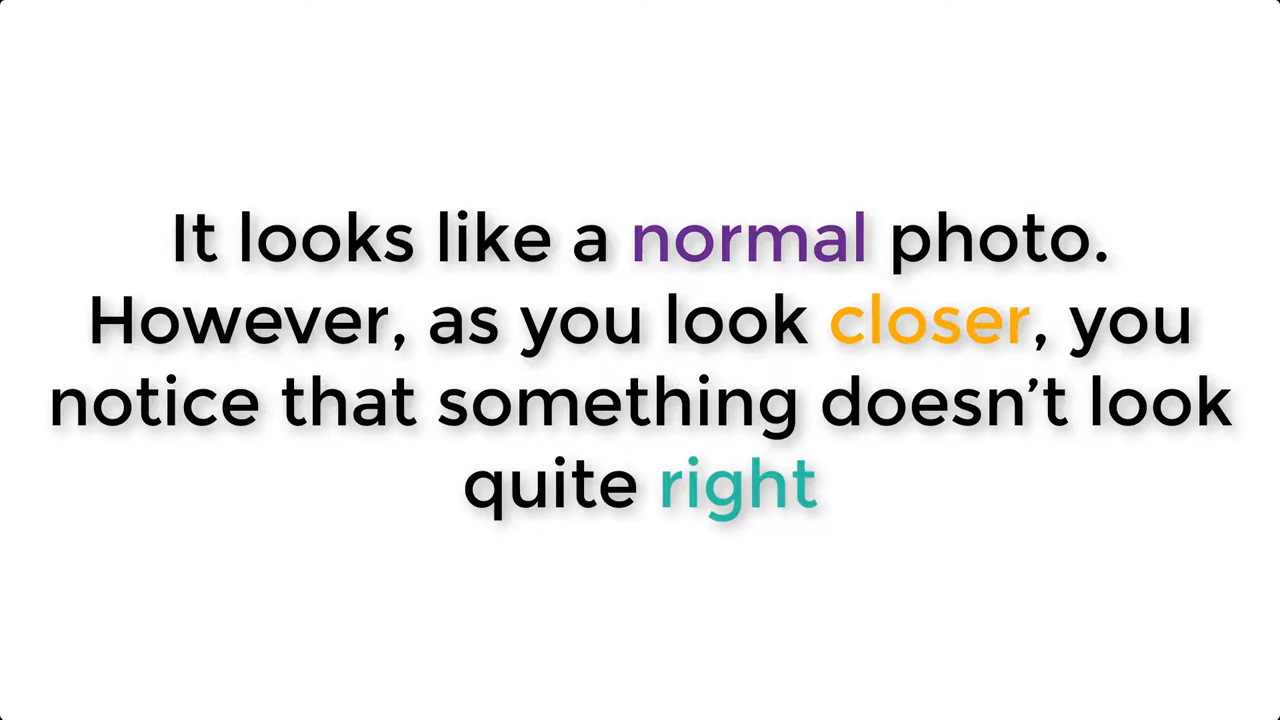 It looks like a normal photo.
However, as you look closer, you
notice that something doesn’t look
quite right